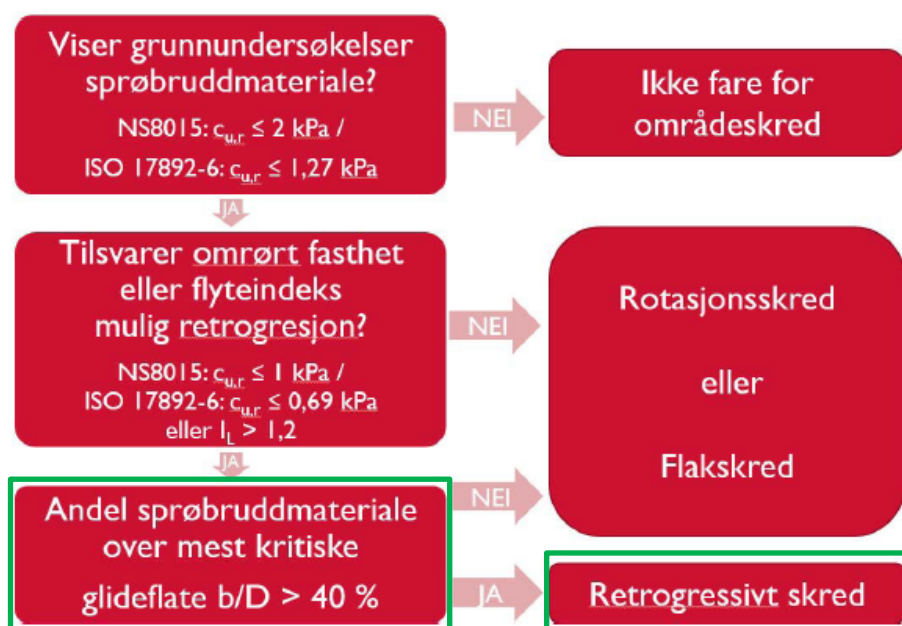 Viser grunnundersøkelser
sprøbruddmateriale?
NS8015: cu,r ≤ 2 kPa /
ISO 17892-6: cu,r ≤ 1,27 kPa
NEI
Ikke fare for
områdeskred
JA
Tilsvarer omrørt fasthet
eller flyteindeks
mulig retrogresjon?
NS8015: cu,r ≤ 1 kPa /
ISO 17892-6: cu,r ≤ 0,69 kPa
eller IL > 1,2
NEI
Rotasjonsskred
eller
Flakskred
JA
Andel sprøbruddmateriale
over mest kritiske
glideflate b/D > 40 %
NEI
JA
Retrogressivt skred